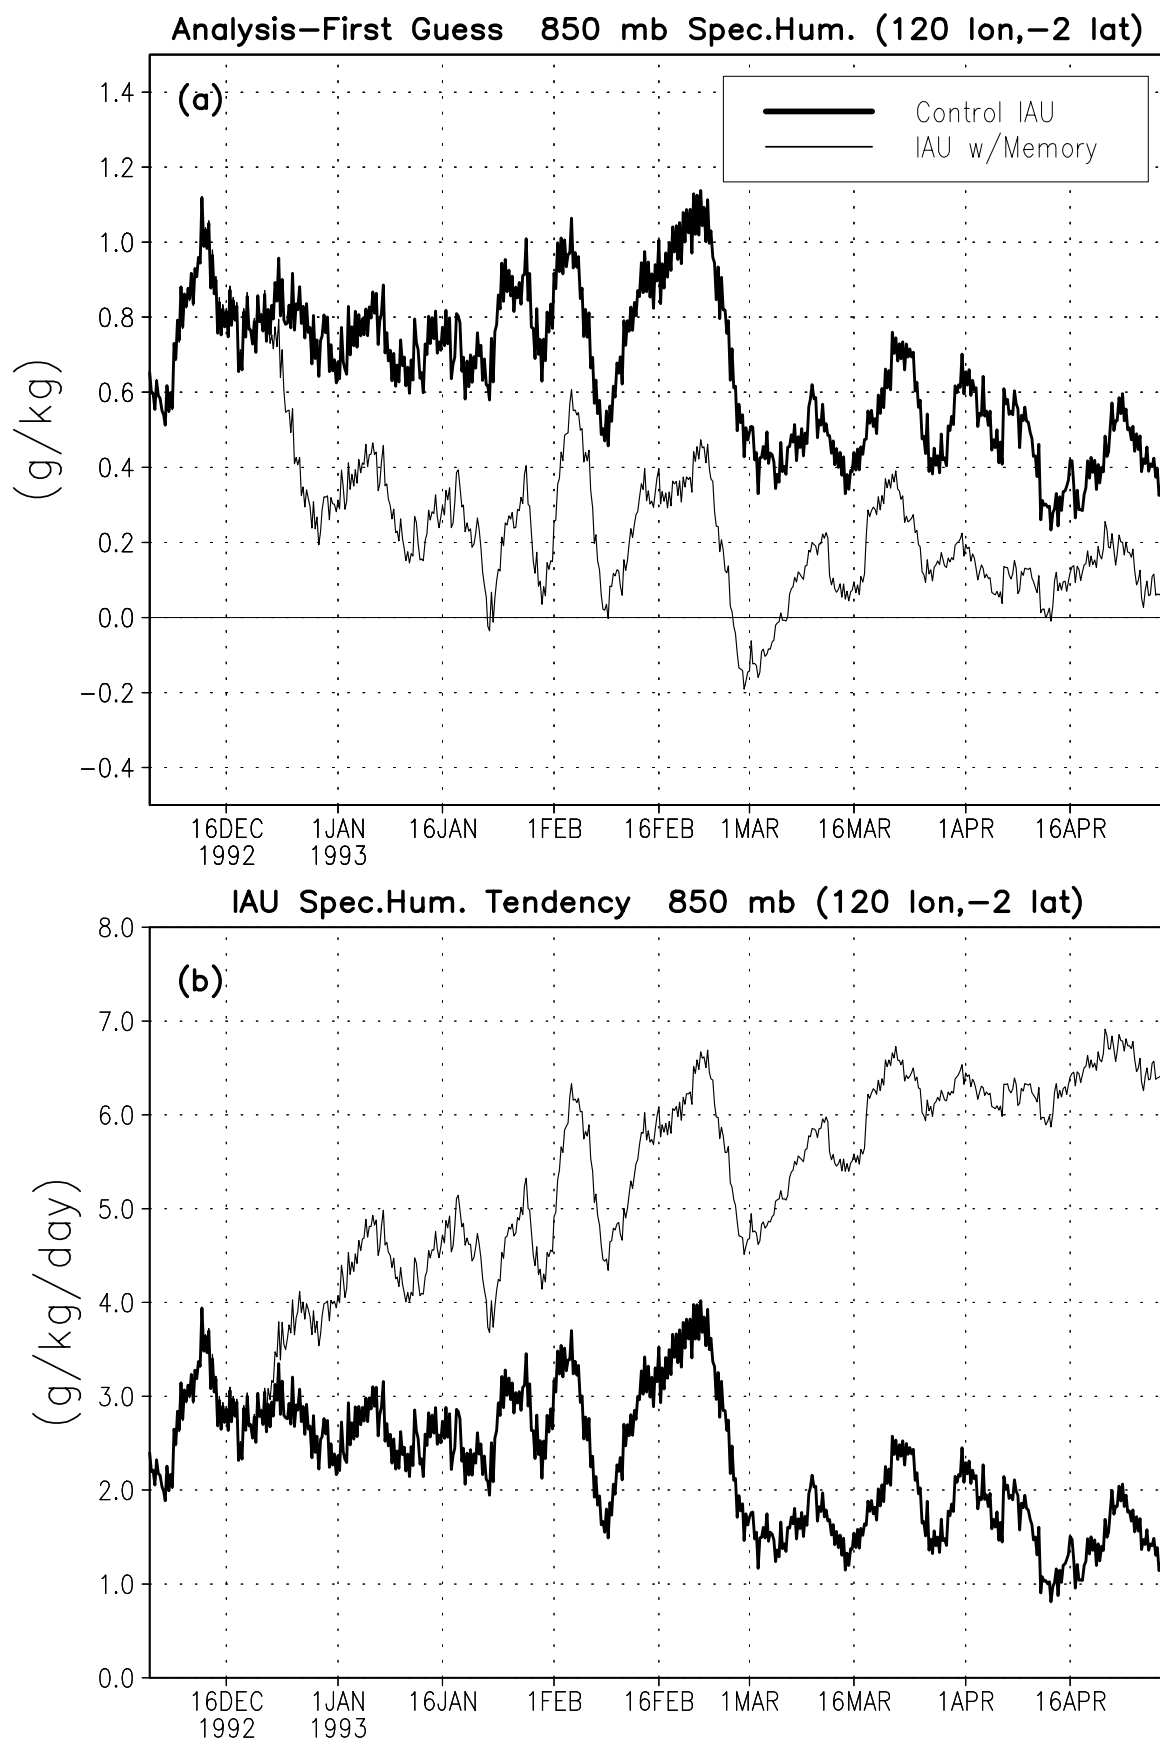 Analysis−First Guess 850 mb Spec.Hum. (120 lon,−2 lat)
(a)
Control IAU
IAU w/Memory
(g/kg)
1.4
1.2
1.0
0.8
0.6
0.4
0.2
0.0
−0.2
−0.4
16DEC 1JAN 16JAN 1FEB 16FEB 1MAR 16MAR 1APR 16APR
1992 1993
IAU Spec.Hum. Tendency 850 mb (120 lon,−2 lat)
(b)
(g/kg/day)
8.0
7.0
6.0
5.0
4.0
3.0
2.0
1.0
0.0
16DEC 1JAN 16JAN 1FEB 16FEB 1MAR 16MAR 1APR 16APR
1992 1993